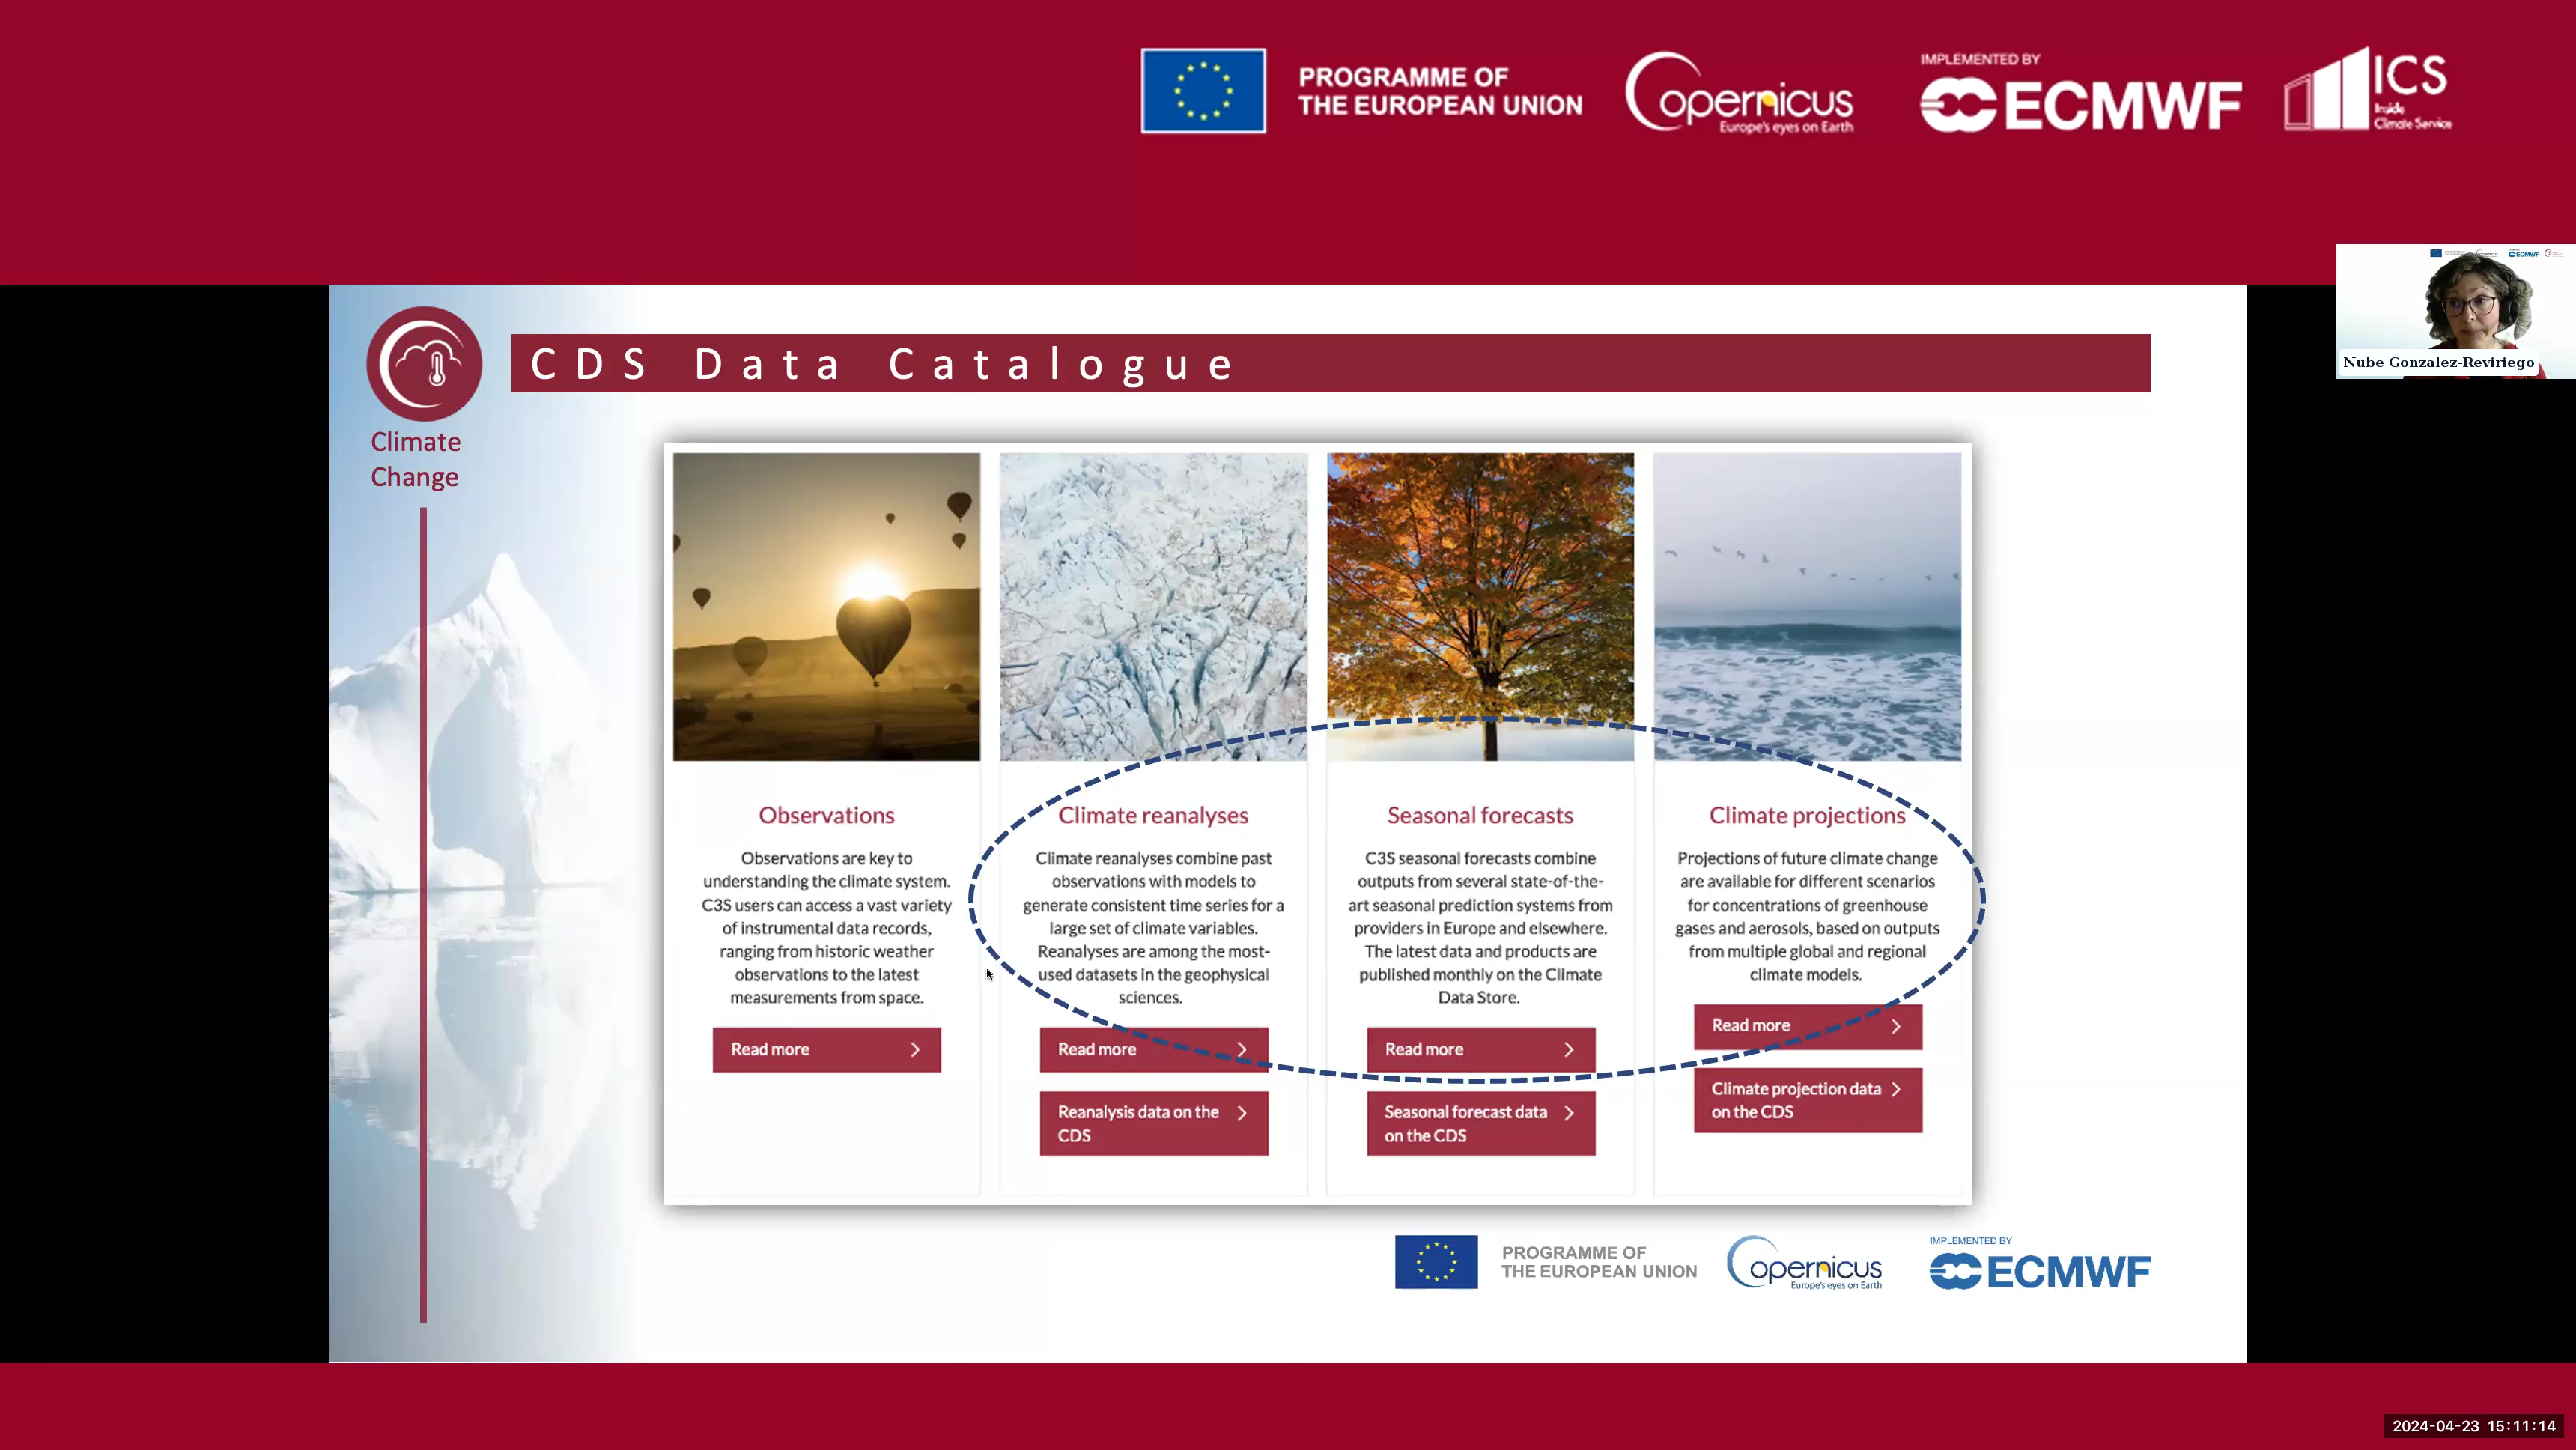 PROGRAMME OF
THE EUROPEAN UNION
Copernicus
Europe's eyes on Earth
IMPLEMENTED BY
ECMWF
ICS
Inside
Climate Service
ECMWF
Nube Gonzalez-Reviriego
CDS Data Catalogue
Climate
Change
Observations
Observations are key to
understanding the climate system.
C3S users can access a vast variety
of instrumental data records,
ranging from historic weather
observations to the latest
measurements from space.
Read more
Climate reanalyses
Climate reanalyses combine past
observations with models to
generate consistent time series for a
large set of climate variables.
Reanalyses are among the most-
used datasets in the geophysical
sciences.
Read more
Reanalysis data on the
CDS
Seasonal forecasts
C3S seasonal forecasts combine
outputs from several state-of-the-
art seasonal prediction systems from
providers in Europe and elsewhere.
The latest data and products are
published monthly on the Climate
Data Store.
Read more
Seasonal forecast data
on the CDS
Climate projections
Projections of future climate change
are available for different scenarios
for concentrations of greenhouse
gases and aerosols, based on outputs
from multiple global and regional
climate models.
Read more
Climate projection data
on the CDS
PROGRAMME OF
THE EUROPEAN UNION
Copernicus
Europe's eyes on Earth
IMPLEMENTED BY
ECMWF
2024-04-23 15:11:14